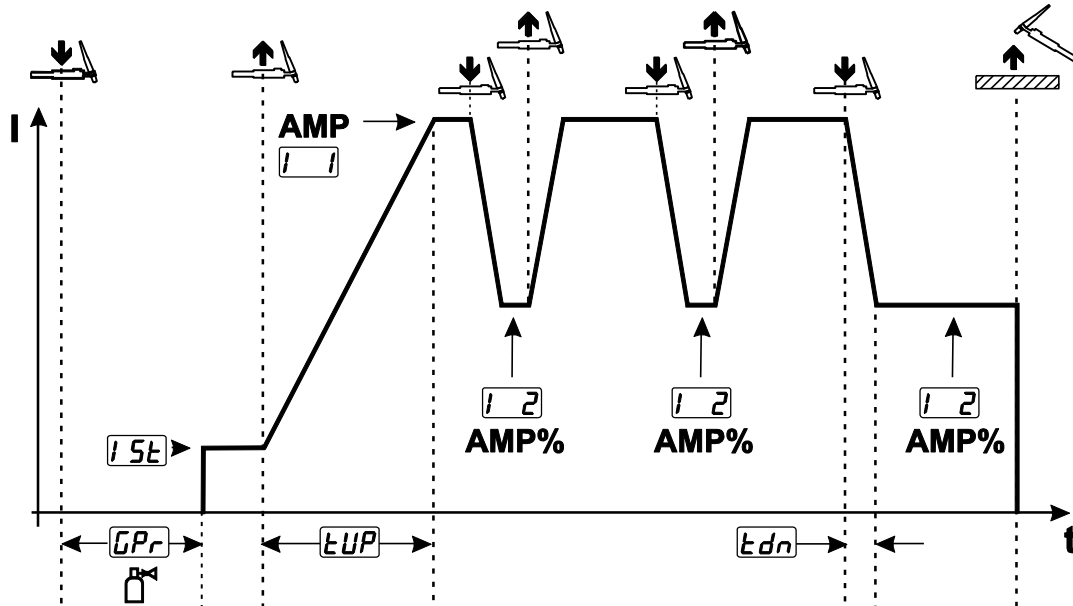 I
AMP
I 1
I 2
AMP%
I 2
AMP%
I 2
AMP%
I St
GPr
tUP
tdn
t